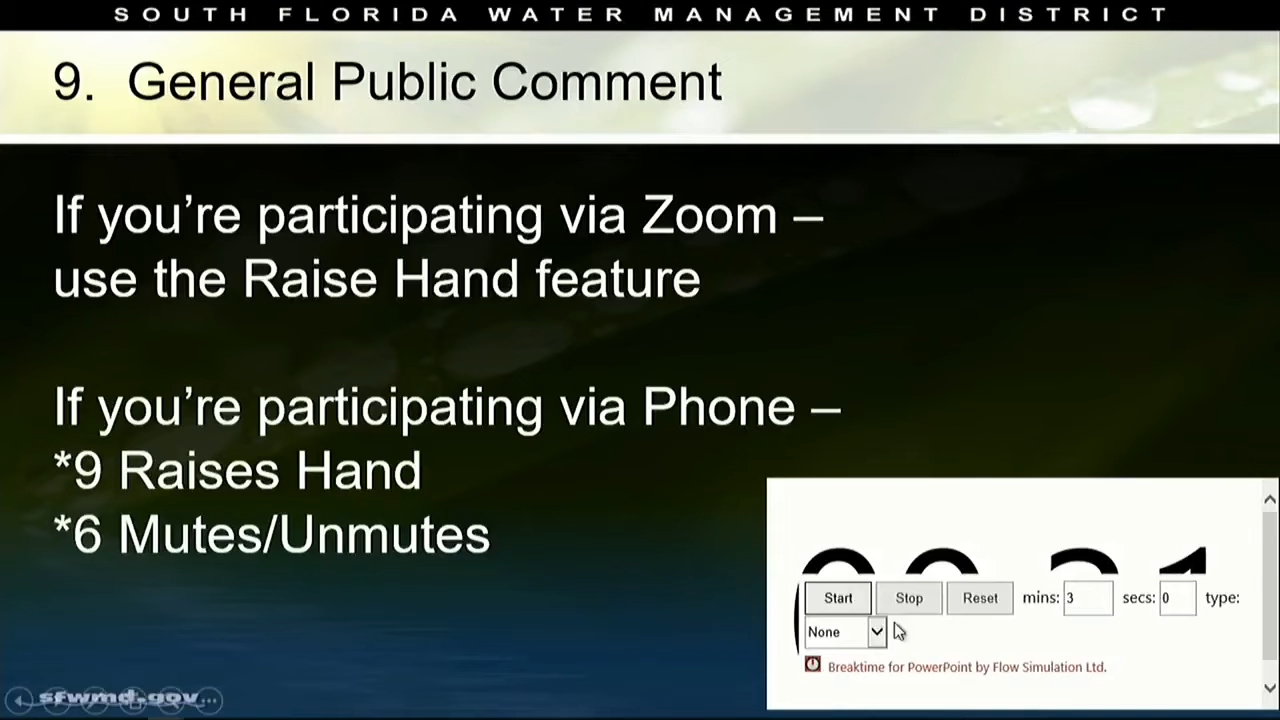 SOUTH FLORIDA WATER MANAGEMENT DISTRICT
9. General Public Comment
If you’re participating via Zoom –
use the Raise Hand feature
If you’re participating via Phone –
*9 Raises Hand
*6 Mutes/Unmutes
Start Stop Reset mins: 3 secs: 0 type:
None
Breaktime for PowerPoint by Flow Simulation Ltd.
sfwmd.gov